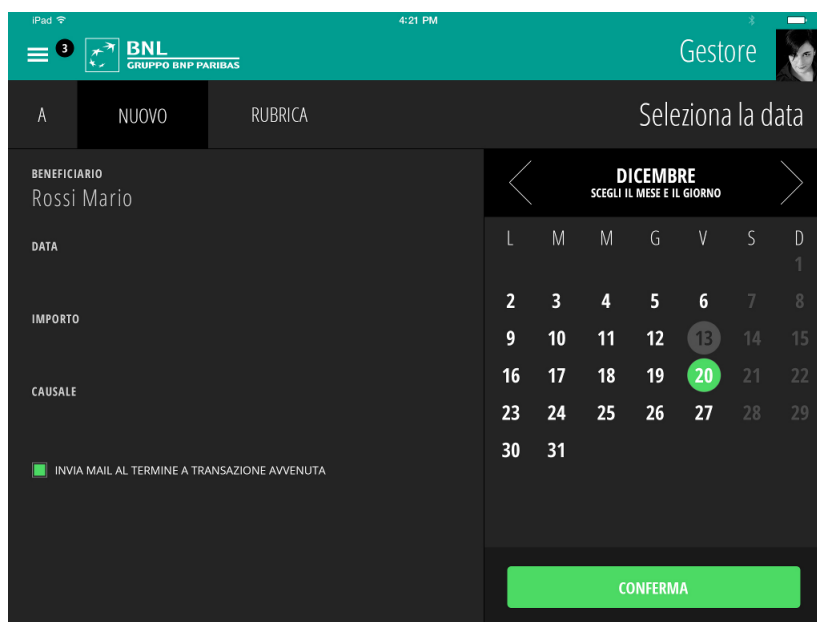 iPad 4:21 PM
3 BNL Gestore
GRUPPO BNP PARIBAS
A NUOVO RUBRICA Seleziona la data
BENEFICIARIO
Rossi Mario
DATA
IMPORTO
CAUSALE
INVIA MAIL AL TERMINE A TRANSAZIONE AVVENUTA
DICEMBRE
SCEGLI IL MESE E IL GIORNO
L M M G V S D
1
2 3 4 5 6 7 8
9 10 11 12 13 14 15
16 17 18 19 20 21 22
23 24 25 26 27 28 29
30 31
CONFERMA